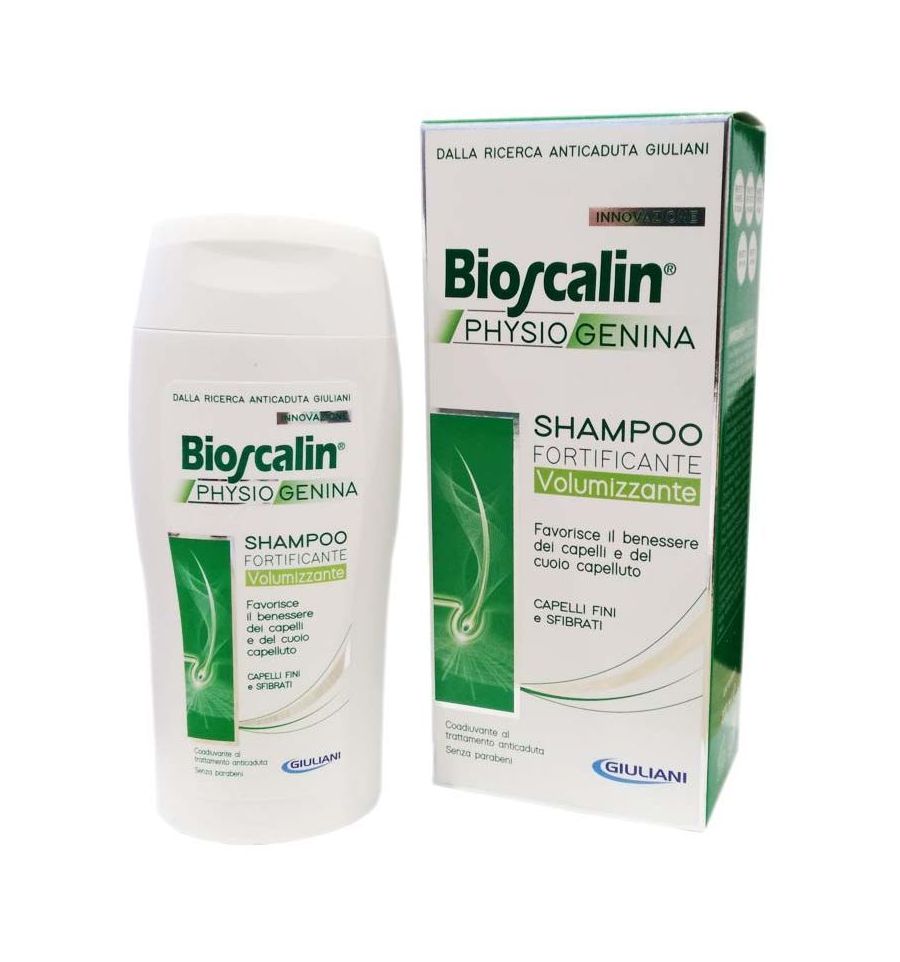 DALLA RICERCA ANTICADUTA GIULIANI
INNOVAZIONE
Bioscalin®
PHYSIO GENINA
SHAMPOO
FORTIFICANTE
Volumizzante
Favorisce
il benessere
dei capelli
e del cuoio
capelluto
CAPELLI FINI
e SFIBRATI
Coadiuvante al
trattamento anticaduta
Senza parabeni
GIULIANI
DALLA RICERCA ANTICADUTA GIULIANI
INNOVAZIONE
Bioscalin®
PHYSIO GENINA
SHAMPOO
FORTIFICANTE
Volumizzante
Favorisce il benessere
dei capelli e del
cuoio capelluto
CAPELLI FINI
e SFIBRATI
Coadiuvante al
trattamento anticaduta
Senza parabeni
GIULIANI